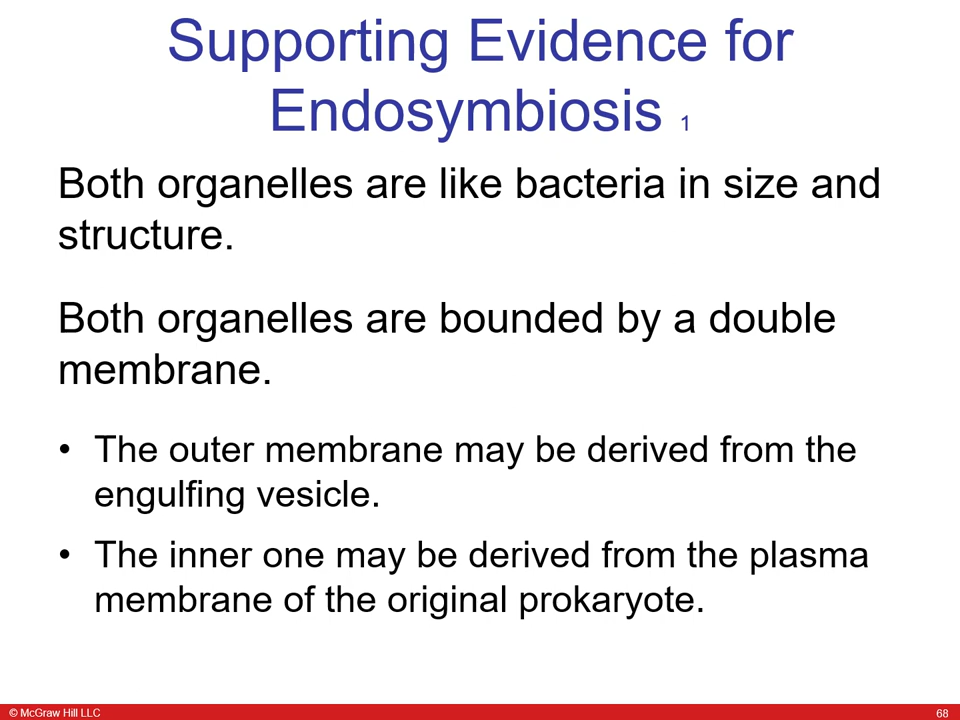 Supporting Evidence for
Endosymbiosis 1
Both organelles are like bacteria in size and
structure.
Both organelles are bounded by a double
membrane.
• The outer membrane may be derived from the
engulfing vesicle.
• The inner one may be derived from the plasma
membrane of the original prokaryote.
© McGraw Hill LLC
68